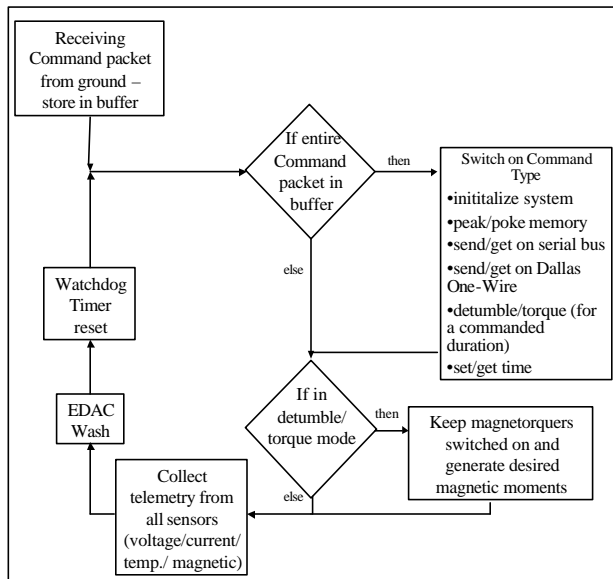 Receiving
Command packet
from ground –
store in buffer
If entire
Command
packet in
buffer
then
else
Switch on Command
Type
•inititalize system
•peak/poke memory
•send/get on serial bus
•send/get on Dallas
One-Wire
•detumble/torque (for
a commanded
duration)
•set/get time
Watchdog
Timer
reset
EDAC
Wash
If in
detumble/
torque mode
then
else
Keep magnetorquers
switched on and
generate desired
magnetic moments
Collect
telemetry from
all sensors
(voltage/current/
temp./ magnetic)